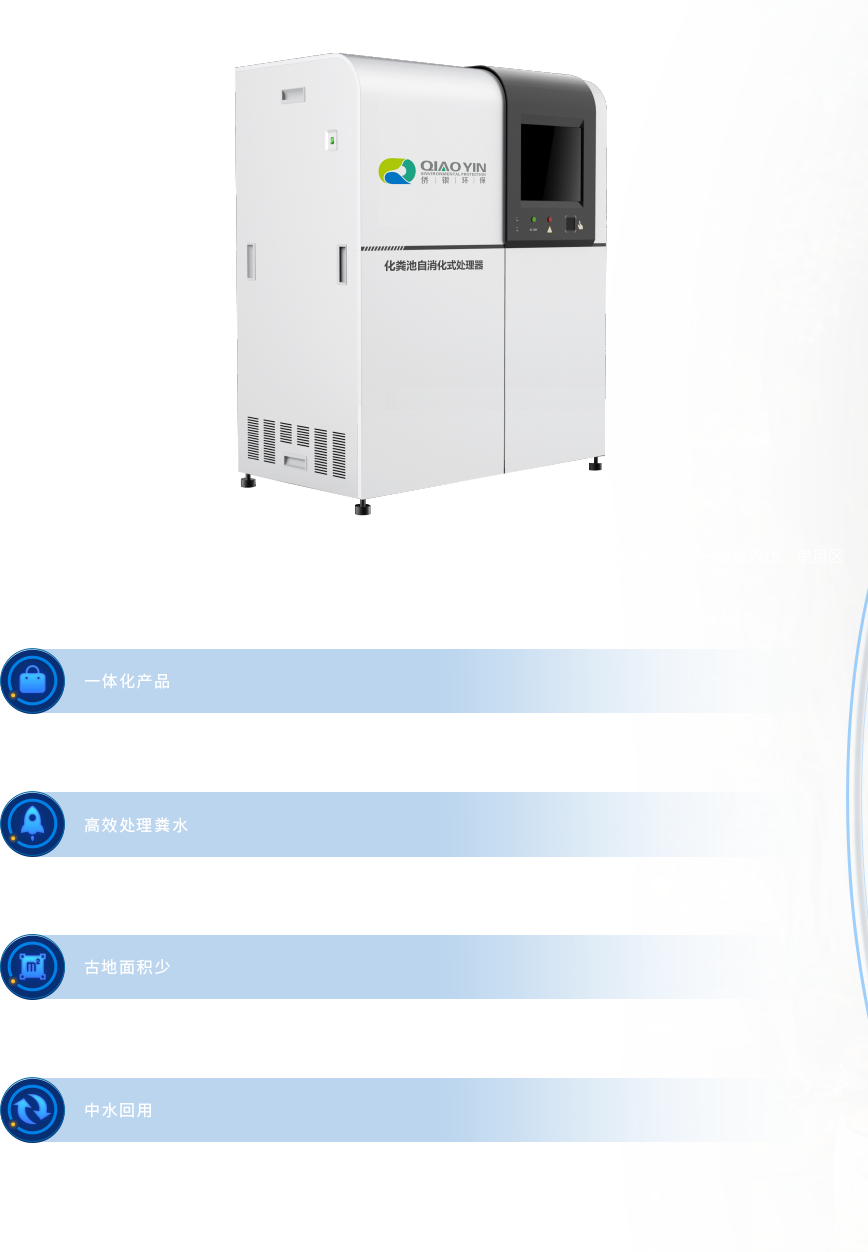 QIAO YIN
ENVIRONMENTAL PROTECTION
侨 银 环 保
化粪池自消化式处理器
一体化产品
高效处理粪水
m²
古地面积少
中水回用